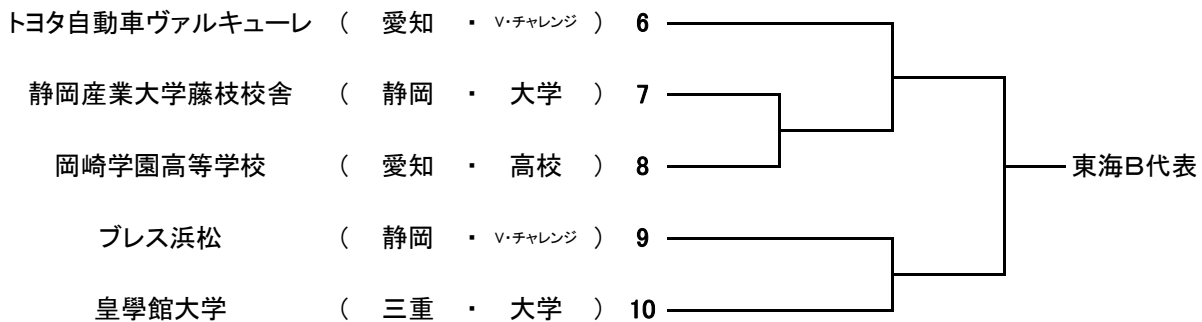 トヨタ自動車ヴァルキューレ ( 愛知 ・ V・チャレンジ ) 6
静岡産業大学藤枝校舎 ( 静岡 ・ 大学 ) 7
岡崎学園高等学校 ( 愛知 ・ 高校 ) 8
東海B代表
ブレス浜松 ( 静岡 ・ V・チャレンジ ) 9
皇學館大学 ( 三重 ・ 大学 ) 10